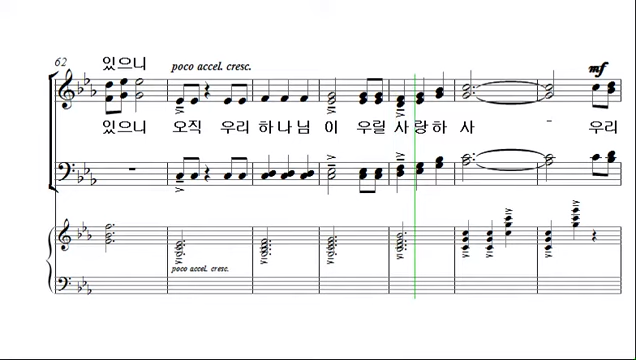 있으니
62
poco accel. cresc.
mf
있으니 오직 우리 하나님 이 우릴 사랑하 사 - 우리
poco accel. cresc.